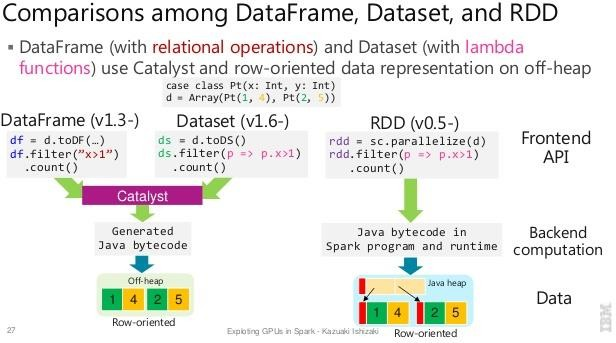 Comparisons among DataFrame, Dataset, and RDD
▪ DataFrame (with relational operations) and Dataset (with lambda
functions) use Catalyst and row-oriented data representation on off-heap
case class Pt(x: Int, y: Int)
d = Array(Pt(1, 4), Pt(2, 5))
DataFrame (v1.3-)
df = d.toDF(…)
df.filter(”x>1”)
.count()
Dataset (v1.6-)
ds = d.toDS()
ds.filter(p => p.x>1)
.count()
RDD (v0.5-)
rdd = sc.parallelize(d)
rdd.filter(p => p.x>1)
.count()
Frontend
API
Catalyst
Generated
Java bytecode
Java bytecode in
Spark program and runtime
Backend
computation
Off-heap
1 4 2 5
Row-oriented
Java heap
1 4 2 5
Row-oriented
Data
27
Exploting GPUs in Spark - Kazuaki Ishizaki
IBM